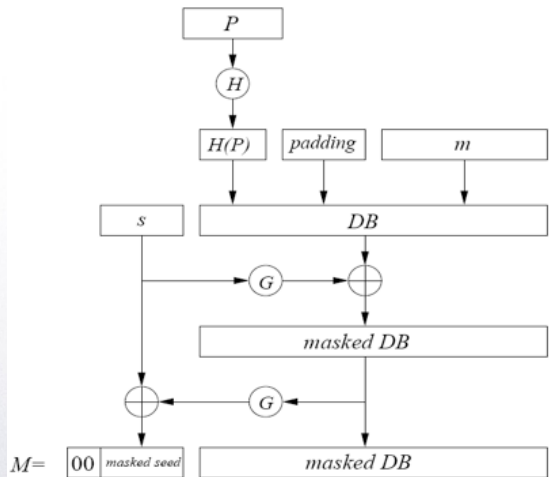 P
H
H(P) padding m
s DB
G
masked DB
G
M= 00 masked seed masked DB